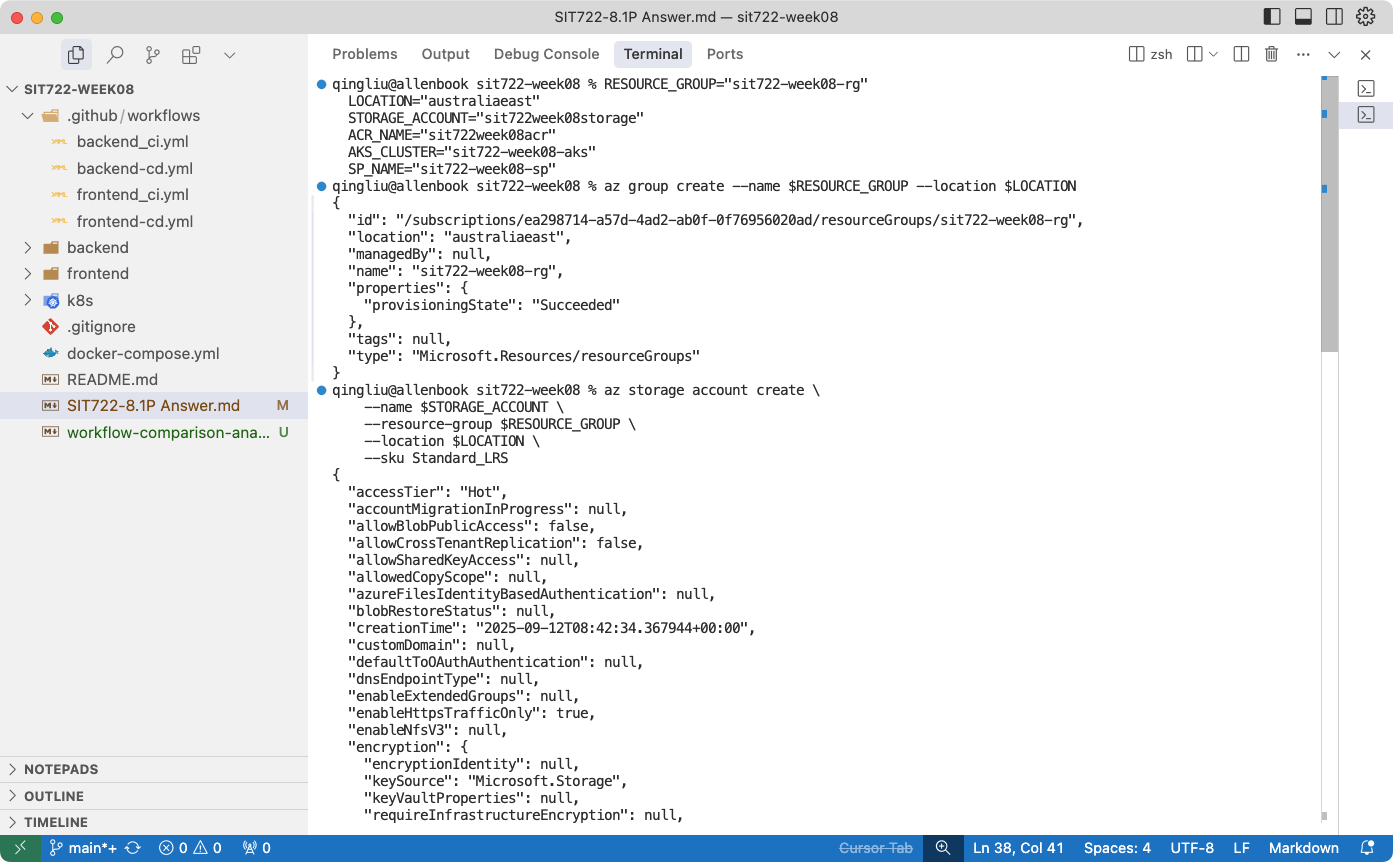 SIT722-8.1P Answer.md — sit722-week08
Problems Output Debug Console Terminal Ports
zsh
SIT722-WEEK08
.github/workflows
backend_ci.yml
backend-cd.yml
frontend_ci.yml
frontend-cd.yml
backend
frontend
k8s
.gitignore
docker-compose.yml
README.md
SIT722-8.1P Answer.md M
workflow-comparison-ana... U
NOTEPADS
OUTLINE
TIMELINE
qingliu@allenbook sit722-week08 % RESOURCE_GROUP="sit722-week08-rg"
LOCATION="australiaeast"
STORAGE_ACCOUNT="sit722week08storage"
ACR_NAME="sit722week08acr"
AKS_CLUSTER="sit722-week08-aks"
SP_NAME="sit722-week08-sp"
qingliu@allenbook sit722-week08 % az group create --name $RESOURCE_GROUP --location $LOCATION
{
"id": "/subscriptions/ea298714-a57d-4ad2-ab0f-0f76956020ad/resourceGroups/sit722-week08-rg",
"location": "australiaeast",
"managedBy": null,
"name": "sit722-week08-rg",
"properties": {
"provisioningState": "Succeeded"
},
"tags": null,
"type": "Microsoft.Resources/resourceGroups"
}
qingliu@allenbook sit722-week08 % az storage account create \
--name $STORAGE_ACCOUNT \
--resource-group $RESOURCE_GROUP \
--location $LOCATION \
--sku Standard_LRS
{
"accessTier": "Hot",
"accountMigrationInProgress": null,
"allowBlobPublicAccess": false,
"allowCrossTenantReplication": false,
"allowSharedKeyAccess": null,
"allowedCopyScope": null,
"azureFilesIdentityBasedAuthentication": null,
"blobRestoreStatus": null,
"creationTime": "2025-09-12T08:42:34.367944+00:00",
"customDomain": null,
"defaultToOAuthAuthentication": null,
"dnsEndpointType": null,
"enableExtendedGroups": null,
"enableHttpsTrafficOnly": true,
"enableNfsV3": null,
"encryption": {
"encryptionIdentity": null,
"keySource": "Microsoft.Storage",
"keyVaultProperties": null,
"requireInfrastructureEncryption": null,
main*+ 0 0 0 Cursor Tab Ln 38, Col 41 Spaces: 4 UTF-8 LF Markdown